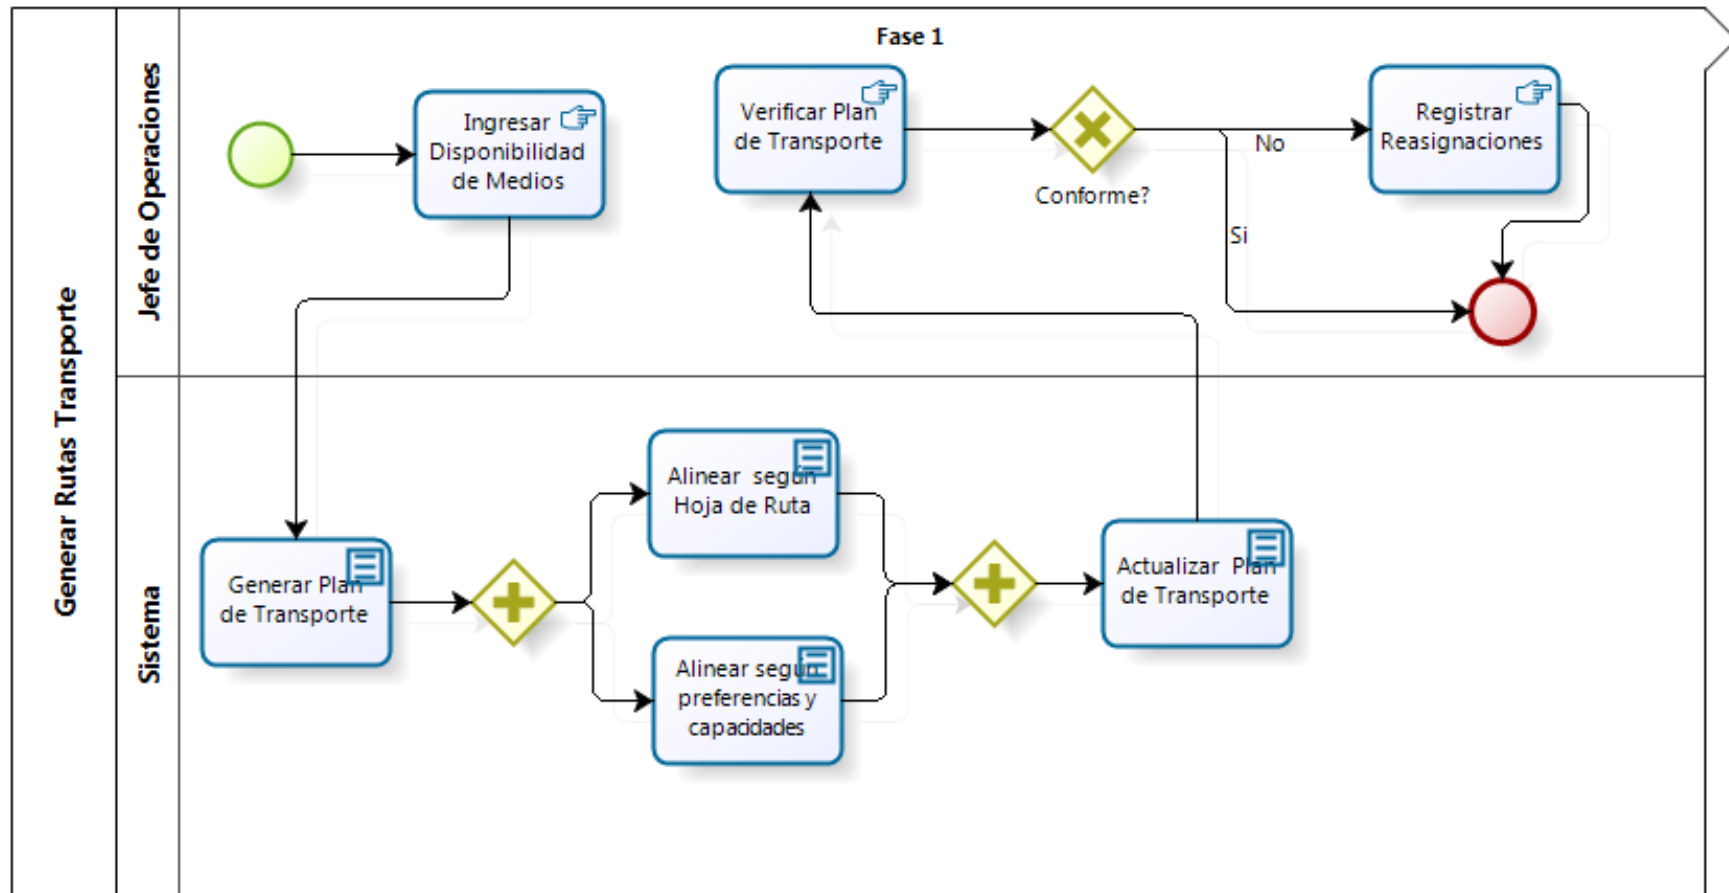 Generar Rutas Transporte
Jefe de Operaciones
Fase 1
Ingresar
Disponibilidad
de Medios
Verificar Plan
de Transporte
Conforme?
No
Si
Registrar
Reasignaciones
Sistema
Generar Plan
de Transporte
Alinear según
Hoja de Ruta
Alinear según
preferencias y
capacidades
Actualizar Plan
de Transporte